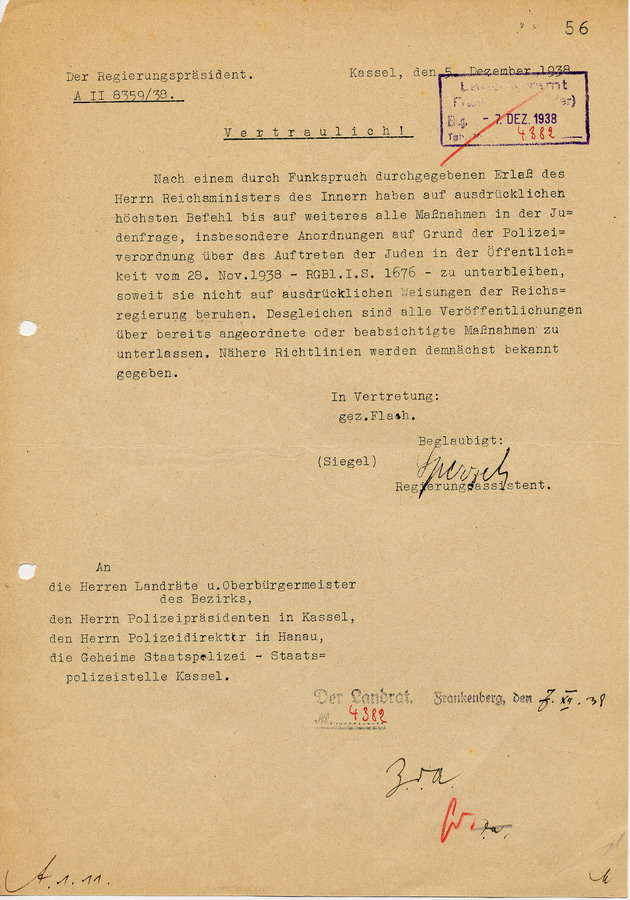 56
Der Regierungspräsident.
Kassel, den 5. Dezember 1938
A II 8359/38.
- 7. DEZ. 1938
4382
Vertraulich!
Nach einem durch Funkspruch durchgegebenen Erlaß des
Herrn Reichsministers des Innern haben auf ausdrücklichen
höchsten Befehl bis auf weiteres alle Maßnahmen in der Ju=
denfrage, insbesondere Anordnungen auf Grund der Polizei=
verordnung über das Auftreten der Juden in der Öffentlich=
keit vom 28. Nov.1938 - RGBl.I.S. 1676 - zu unterbleiben,
soweit sie nicht auf ausdrücklichen Weisungen der Reichs=
regierung beruhen. Desgleichen sind alle Veröffentlichungen
über bereits angeordnete oder beabsichtigte Maßnahmen zu
unterlassen. Nähere Richtlinien werden demnächst bekannt
gegeben.
In Vertretung:
gez.Flach.
Beglaubigt:
(Siegel)
Regierungsassistent.
An
die Herren Landräte u.Oberbürgermeister
des Bezirks,
den Herrn Polizeipräsidenten in Kassel,
den Herrn Polizeidirektor in Hanau,
die Geheime Staatspolizei - Staats=
polizeistelle Kassel.
Der Landrat. Frankenberg, den 7. XII. 38
4382
Z.d.A.
A.1.11.